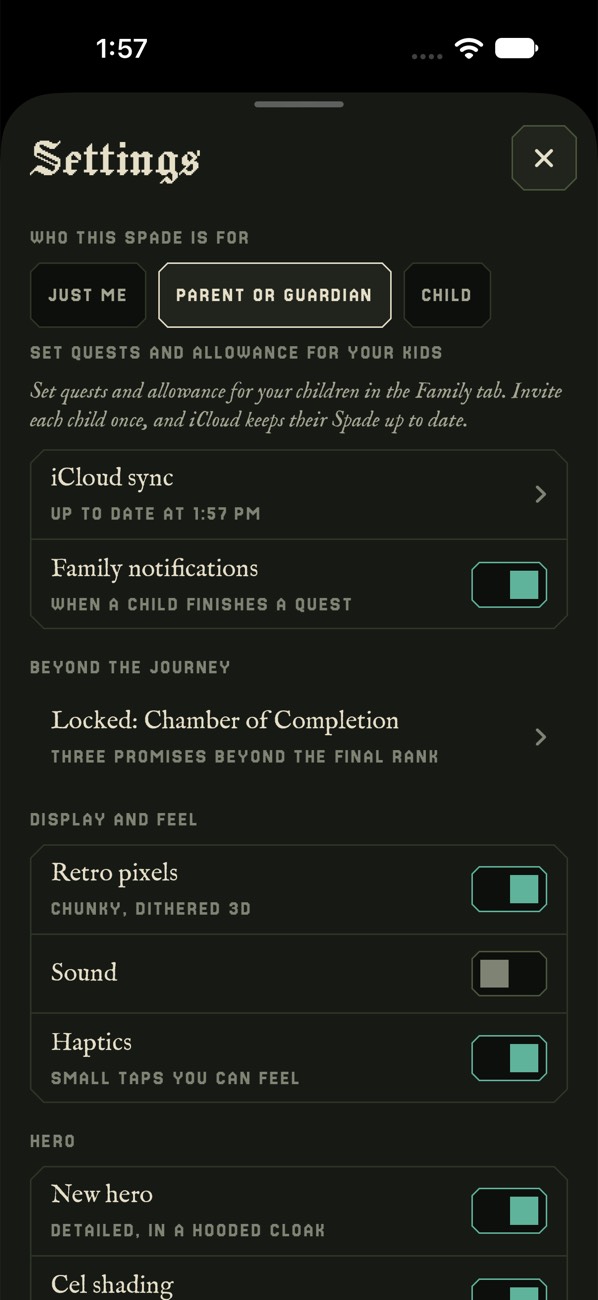 1:57
Settings
WHO THIS SPADE IS FOR
JUST ME
PARENT OR GUARDIAN
CHILD
SET QUESTS AND ALLOWANCE FOR YOUR KIDS
Set quests and allowance for your children in the Family tab. Invite
each child once, and iCloud keeps their Spade up to date.
iCloud sync
UP TO DATE AT 1:57 PM
Family notifications
WHEN A CHILD FINISHES A QUEST
BEYOND THE JOURNEY
Locked: Chamber of Completion
THREE PROMISES BEYOND THE FINAL RANK
DISPLAY AND FEEL
Retro pixels
CHUNKY, DITHERED 3D
Sound
Haptics
SMALL TAPS YOU CAN FEEL
HERO
New hero
DETAILED, IN A HOODED CLOAK
Cel shading